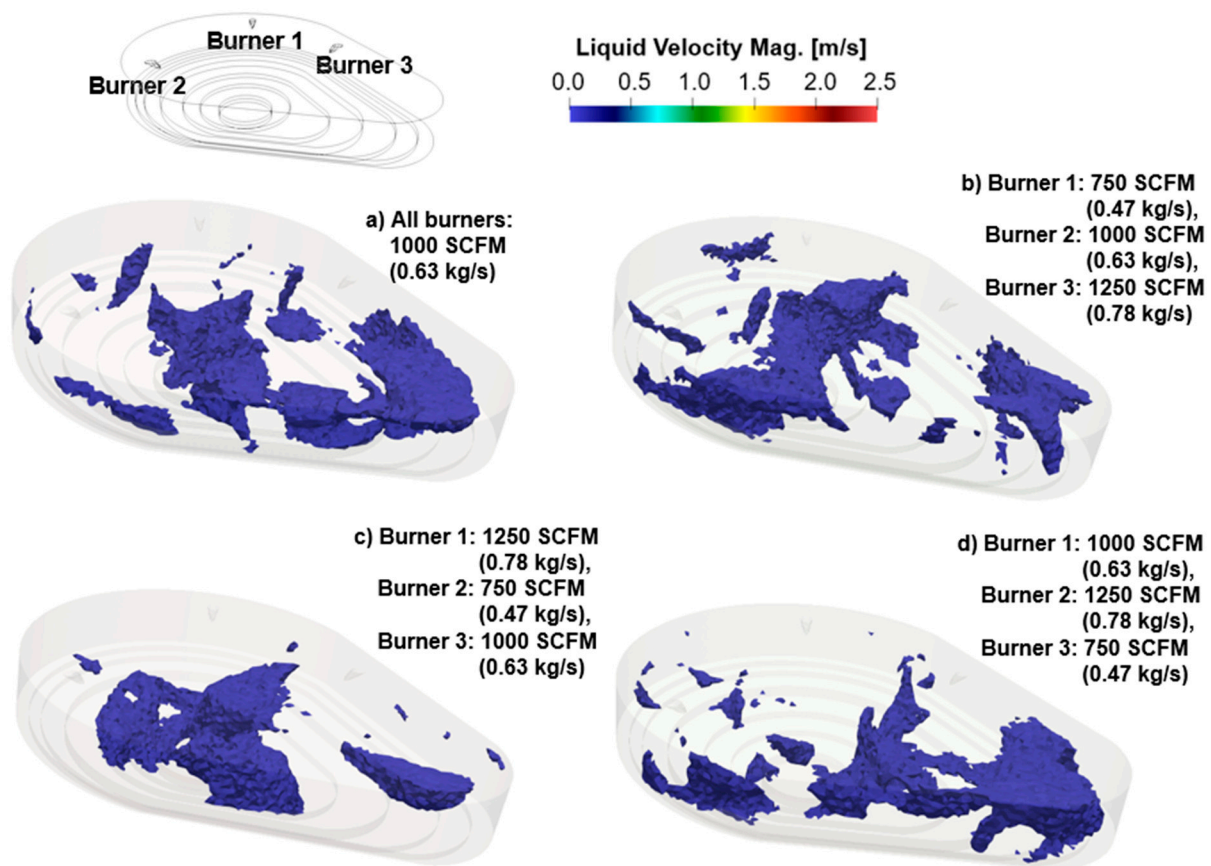 Burner 1
Burner 3
Burner 2
Liquid Velocity Mag. [m/s]
0.0 0.5 1.0 1.5 2.0 2.5
a) All burners:
1000 SCFM
(0.63 kg/s)
b) Burner 1: 750 SCFM
(0.47 kg/s),
Burner 2: 1000 SCFM
(0.63 kg/s),
Burner 3: 1250 SCFM
(0.78 kg/s)
c) Burner 1: 1250 SCFM
(0.78 kg/s),
Burner 2: 750 SCFM
(0.47 kg/s),
Burner 3: 1000 SCFM
(0.63 kg/s)
d) Burner 1: 1000 SCFM
(0.63 kg/s),
Burner 2: 1250 SCFM
(0.78 kg/s),
Burner 3: 750 SCFM
(0.47 kg/s)